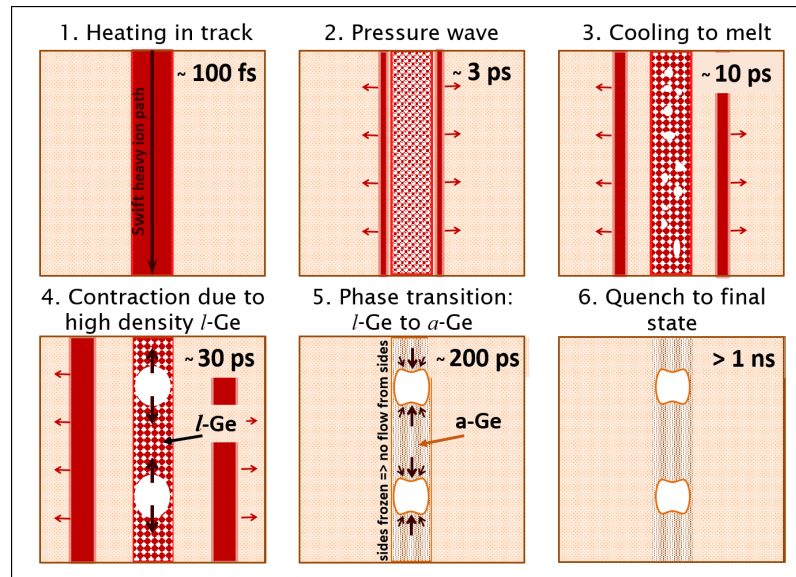 1. Heating in track
~ 100 fs
Swift heavy ion path
2. Pressure wave
~ 3 ps
3. Cooling to melt
~ 10 ps
4. Contraction due to
high density l-Ge
~ 30 ps
l-Ge
5. Phase transition:
l-Ge to a-Ge
~ 200 ps
sides frozen => no flow from sides
a-Ge
6. Quench to final
state
> 1 ns